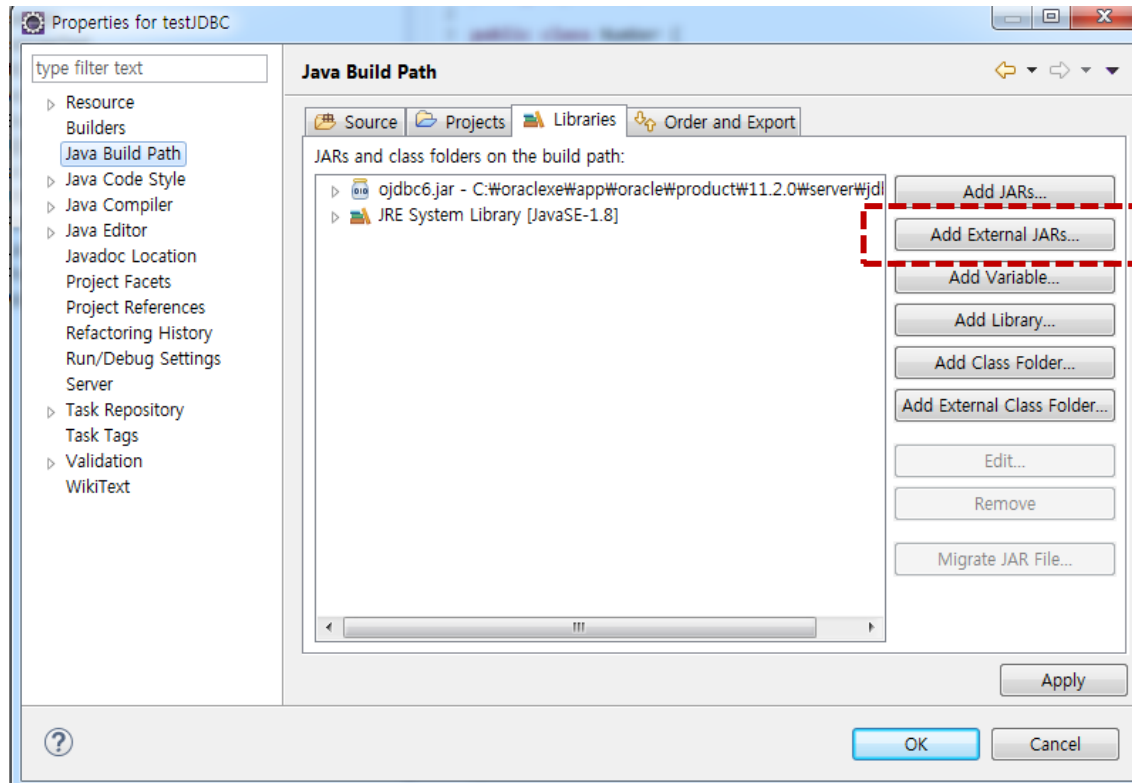 Properties for testJDBC
public class Number {
type filter text
Resource
Builders
Java Build Path
Java Code Style
Java Compiler
Java Editor
Javadoc Location
Project Facets
Project References
Refactoring History
Run/Debug Settings
Server
Task Repository
Task Tags
Validation
WikiText
Java Build Path
Source
Projects
Libraries
Order and Export
JARs and class folders on the build path:
ojdbc6.jar - C:₩oraclexe₩app₩oracle₩product₩11.2.0₩server₩jdl
JRE System Library [JavaSE-1.8]
Add JARs...
Add External JARs...
Add Variable...
Add Library...
Add Class Folder...
Add External Class Folder...
Edit...
Remove
Migrate JAR File...
Apply
?
OK
Cancel